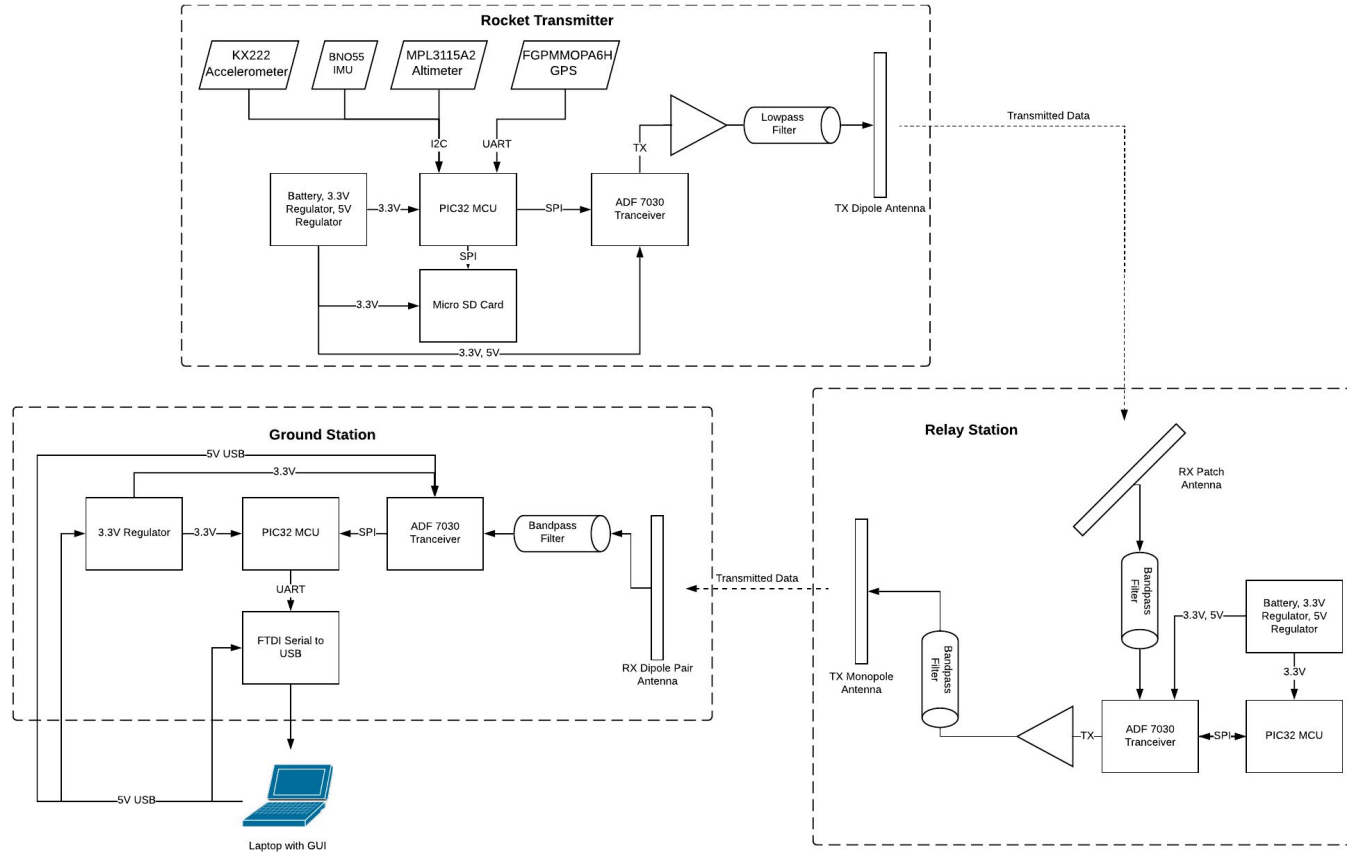 Rocket Transmitter
KX222
Accelerometer
BNO55
IMU
MPL3115A2
Altimeter
FGPMMOPA6H
GPS
I2C
UART
TX
Lowpass
Filter
Transmitted Data
Battery, 3.3V
Regulator, 5V
Regulator
3.3V
PIC32 MCU
SPI
ADF 7030
Tranceiver
TX Dipole Antenna
SPI
3.3V
Micro SD Card
3.3V, 5V
Ground Station
5V USB
3.3V
3.3V Regulator
3.3V
PIC32 MCU
SPI
ADF 7030
Tranceiver
Bandpass
Filter
UART
FTDI Serial to
USB
RX Dipole Pair
Antenna
5V USB
Laptop with GUI
Transmitted Data
Relay Station
RX Patch
Antenna
Bandpass
Filter
Battery, 3.3V
Regulator, 5V
Regulator
3.3V, 5V
3.3V
TX Monopole
Antenna
Bandpass
Filter
TX
ADF 7030
Tranceiver
SPI
PIC32 MCU